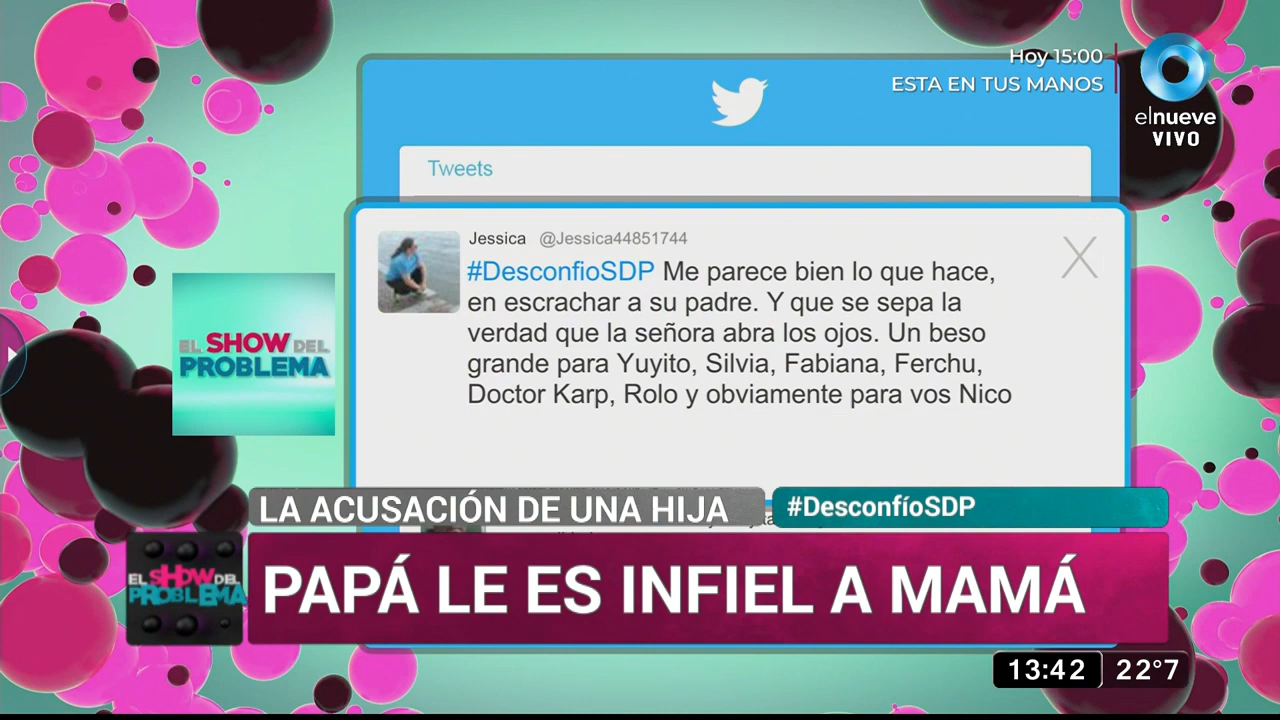 Hoy 15:00
ESTA EN TUS MANOS
elnueve
VIVO
Tweets
Jessica @Jessica44851744
#DesconfioSDP Me parece bien lo que hace,
en escrachar a su padre. Y que se sepa la
verdad que la señora abra los ojos. Un beso
grande para Yuyito, Silvia, Fabiana, Ferchu,
Doctor Karp, Rolo y obviamente para vos Nico
EL SHOW DEL
PROBLEMA
LA ACUSACIÓN DE UNA HIJA
#DesconfíoSDP
EL SHOW DEL
PROBLEMA
PAPÁ LE ES INFIEL A MAMÁ
13:42 22°7